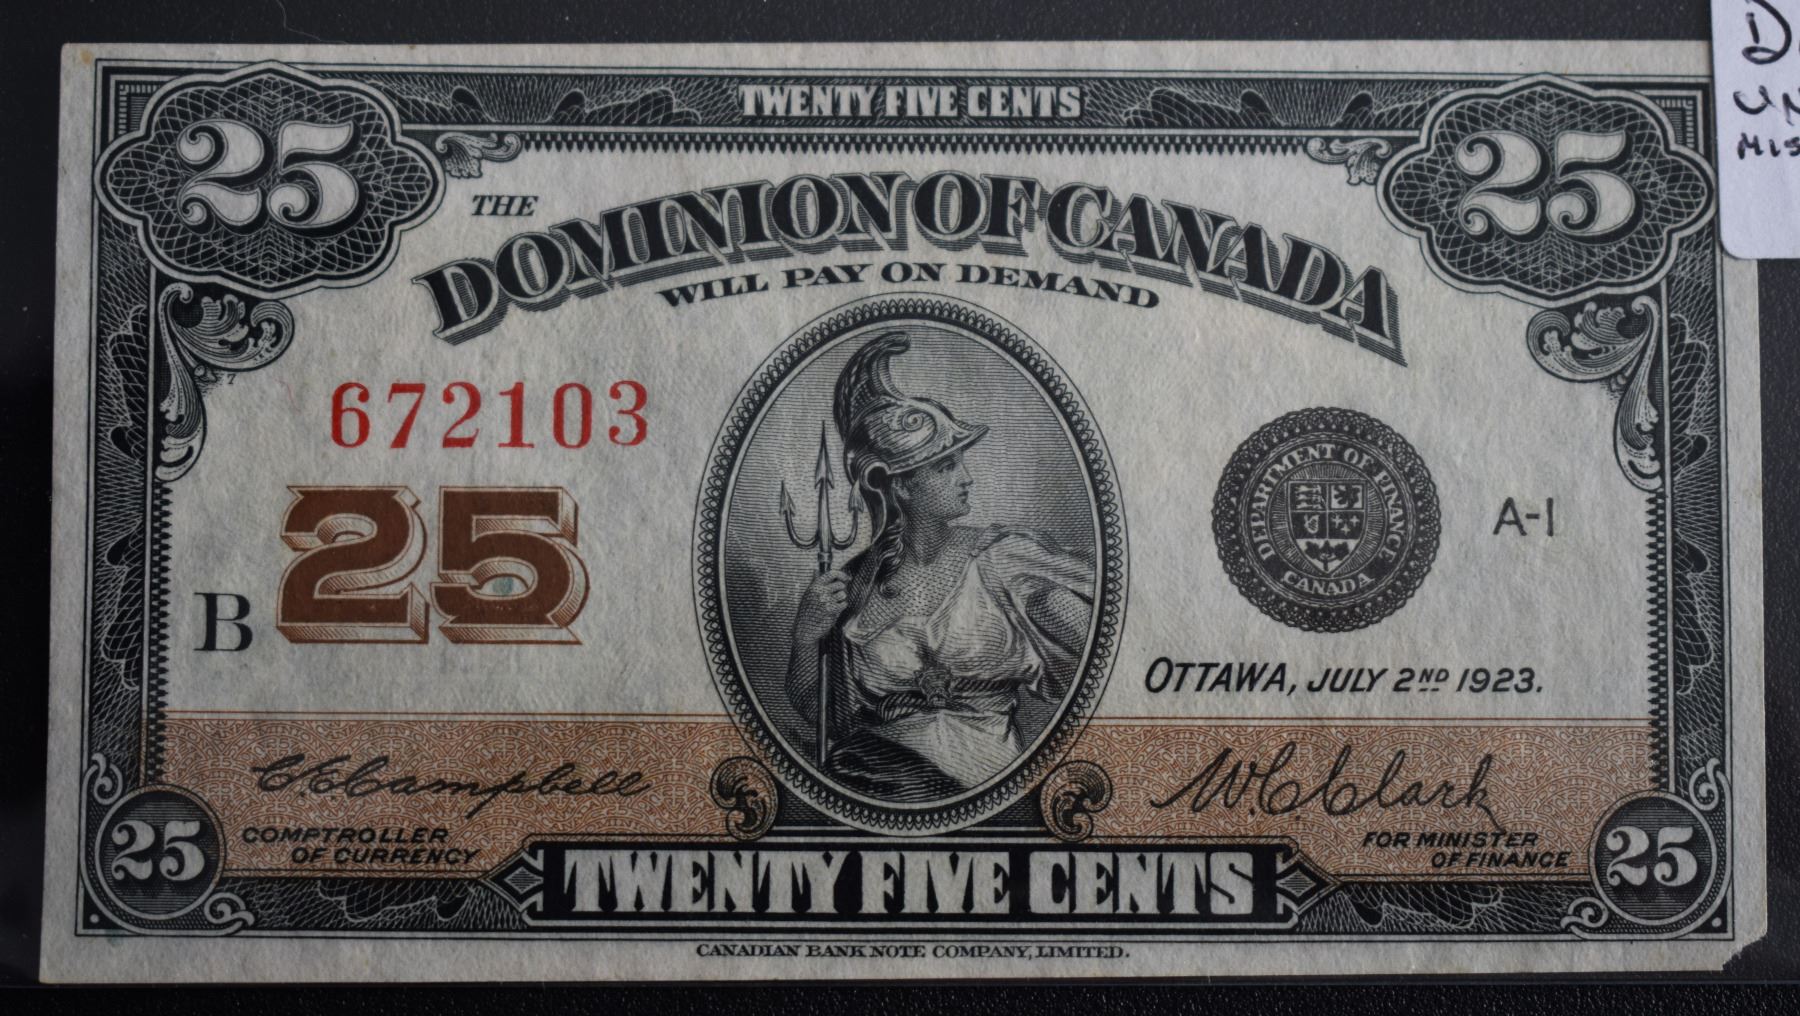 TWENTY FIVE CENTS
25
25
THE
DOMINION OF CANADA
WILL PAY ON DEMAND
672103
25
B
7
DEPARTMENT OF FINANCE
CANADA
A-1
OTTAWA, JULY 2ND 1923.
C.E. Campbell
COMPTROLLER
OF CURRENCY
W.C. Clark
FOR MINISTER
OF FINANCE
25
TWENTY FIVE CENTS
25
CANADIAN BANK NOTE COMPANY, LIMITED.